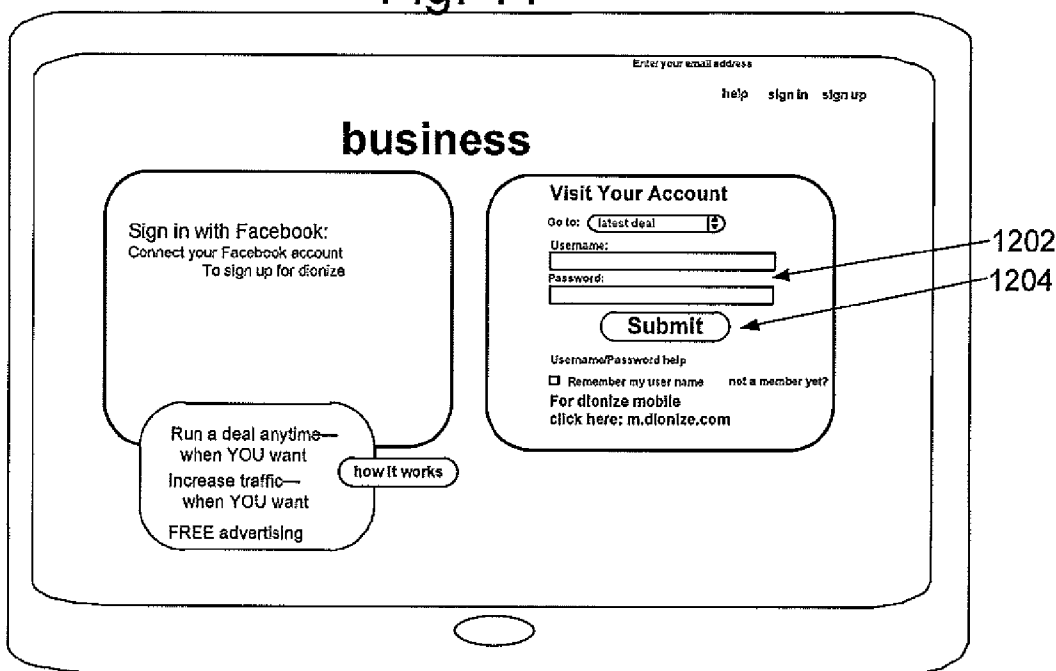 Enter your email address
help sign in sign up
business
Sign in with Facebook:
Connect your Facebook account
To sign up for dionize
Run a deal anytime—
when YOU want
Increase traffic—
when YOU want
FREE advertising
how it works
Visit Your Account
Go to: latest deal
Username:
Password:
Submit
Username/Password help
Remember my user name not a member yet?
For dionize mobile
click here: m.dionize.com
1202
1204